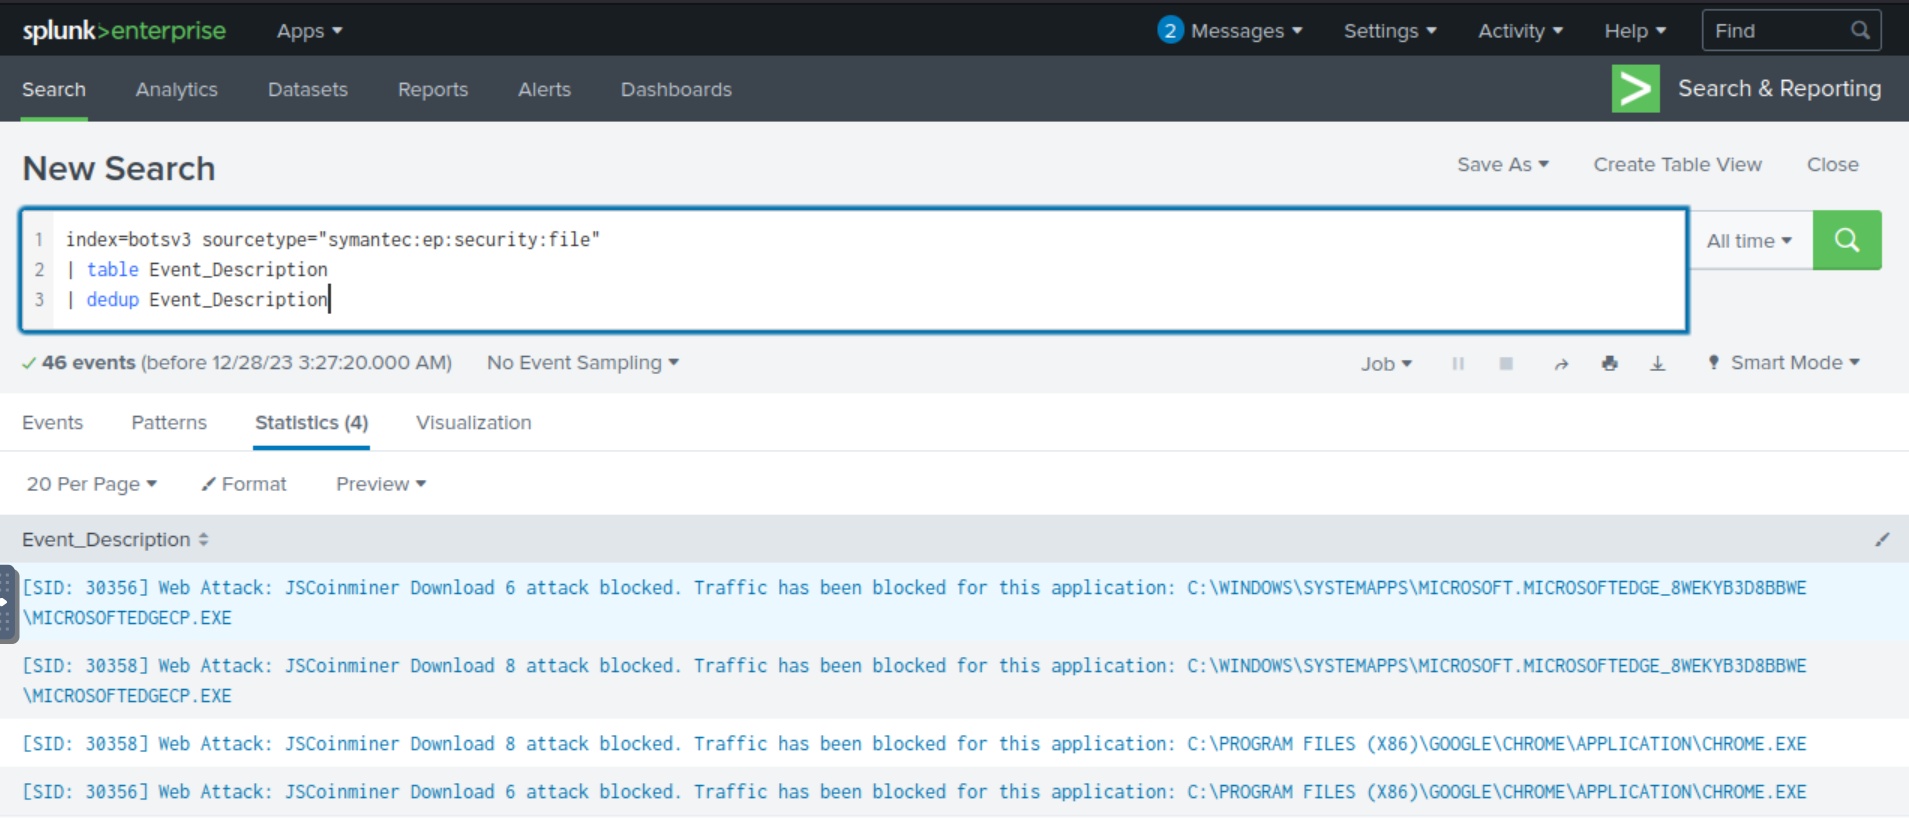 splunk>enterprise Apps 2 Messages Settings Activity Help Find
Search Analytics Datasets Reports Alerts Dashboards Search & Reporting
New Search Save As Create Table View Close
1 index=botsv3 sourcetype="symantec:ep:security:file"
2 | table Event_Description
3 | dedup Event_Description
All time
46 events (before 12/28/23 3:27:20.000 AM) No Event Sampling Job Smart Mode
Events Patterns Statistics (4) Visualization
20 Per Page Format Preview
Event_Description
[SID: 30356] Web Attack: JSCoinminer Download 6 attack blocked. Traffic has been blocked for this application: C:\WINDOWS\SYSTEMAPPS\MICROSOFT.MICROSOFTEDGE_8WEKYB3D8BBWE
\MICROSOFTEDGECP.EXE
[SID: 30358] Web Attack: JSCoinminer Download 8 attack blocked. Traffic has been blocked for this application: C:\WINDOWS\SYSTEMAPPS\MICROSOFT.MICROSOFTEDGE_8WEKYB3D8BBWE
\MICROSOFTEDGECP.EXE
[SID: 30358] Web Attack: JSCoinminer Download 8 attack blocked. Traffic has been blocked for this application: C:\PROGRAM FILES (X86)\GOOGLE\CHROME\APPLICATION\CHROME.EXE
[SID: 30356] Web Attack: JSCoinminer Download 6 attack blocked. Traffic has been blocked for this application: C:\PROGRAM FILES (X86)\GOOGLE\CHROME\APPLICATION\CHROME.EXE